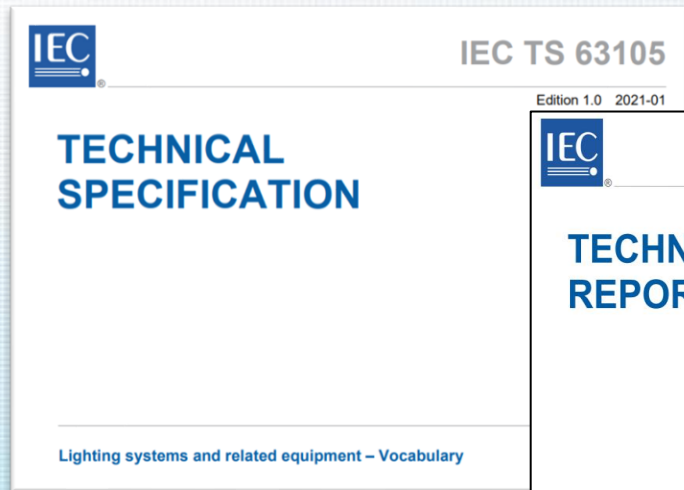 IEC
®
IEC TS 63105
Edition 1.0 2021-01
TECHNICAL
SPECIFICATION
Lighting systems and related equipment – Vocabulary
IEC
®